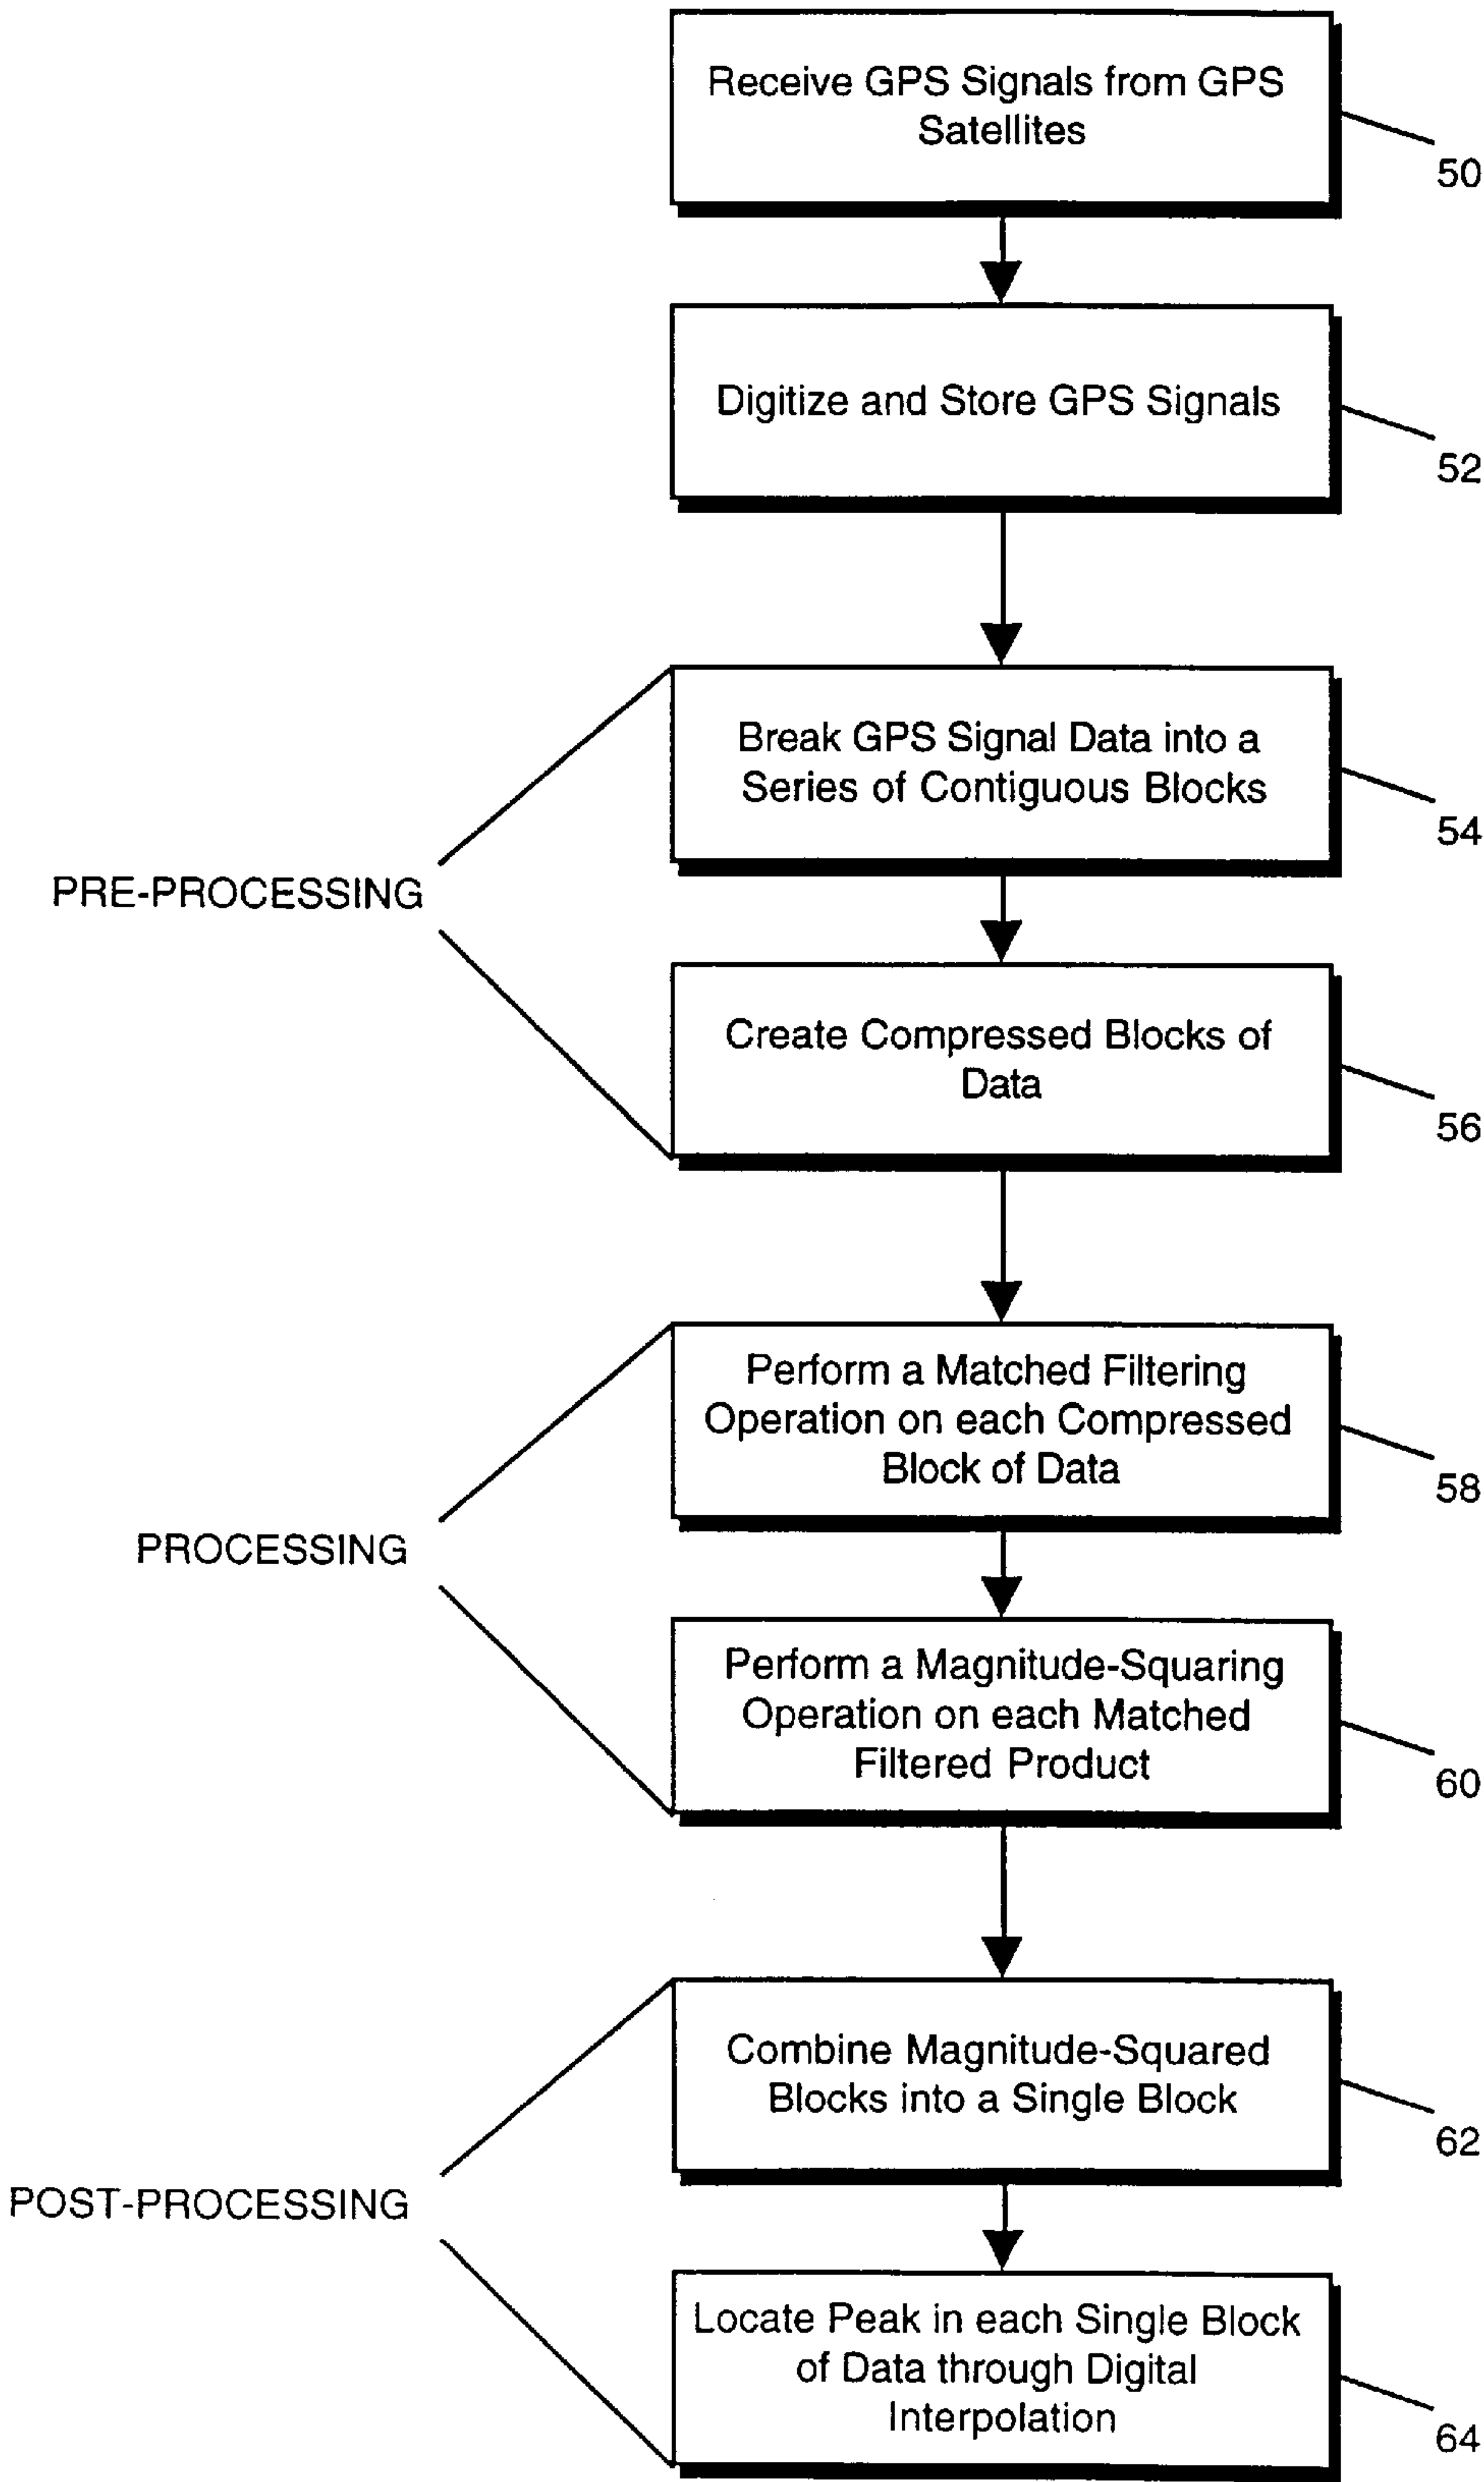 Receive GPS Signals from GPS
Satellites
50
Digitize and Store GPS Signals
52
PRE-PROCESSING
Break GPS Signal Data into a
Series of Contiguous Blocks
54
Create Compressed Blocks of
Data
56
PROCESSING
Perform a Matched Filtering
Operation on each Compressed
Block of Data
58
Perform a Magnitude-Squaring
Operation on each Matched
Filtered Product
60
POST-PROCESSING
Combine Magnitude-Squared
Blocks into a Single Block
62
Locate Peak in each Single Block
of Data through Digital
Interpolation
64